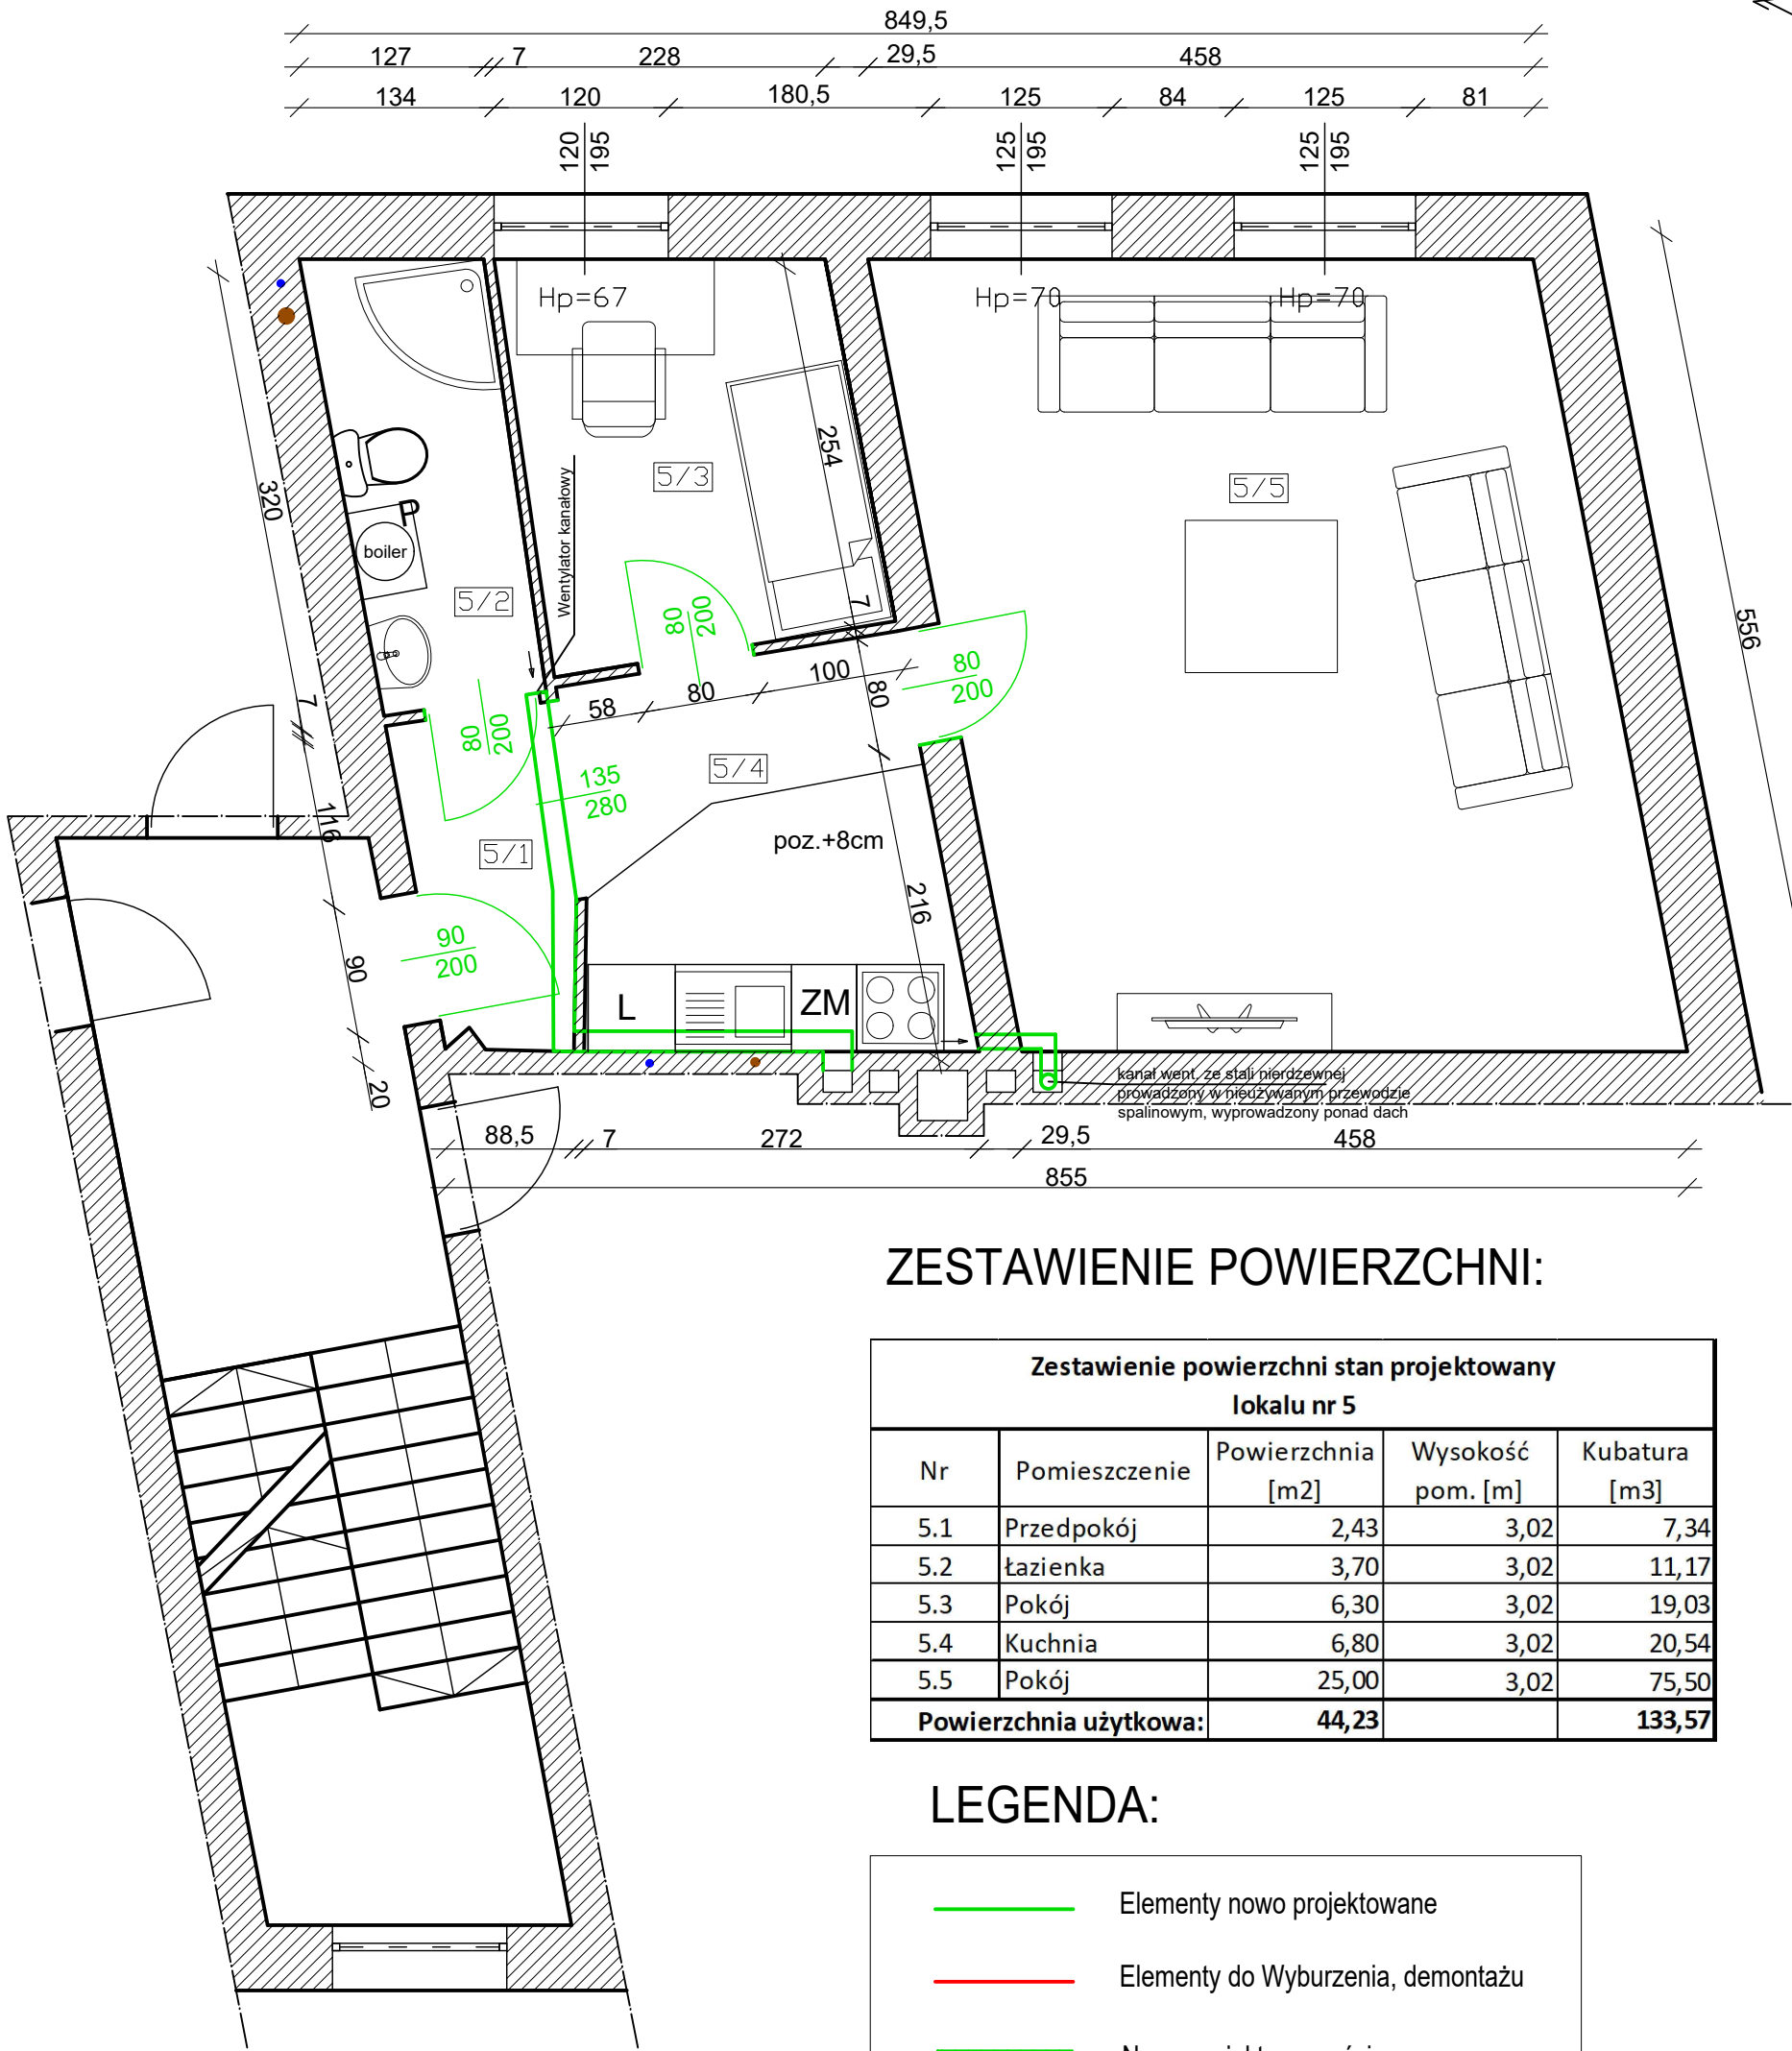 849,5
127 7 228 29,5 458
134 120 180,5 125 84 125 81
120 195 125 195 125 195
Hp=67 Hp=70 Hp=70
254
320
5/3
5/5
Wentylator kanałowy
P
boiler
5/2
80 200
7
556
80 200
100
80
58
80
7
80 200
135 280
5/4
116
5/1
poz.+8cm
216
90 200
90
L ZM
20
kanał went. ze stali nierdzewnej
prowadzony w nieużywanym przewodzie
spalinowym, wyprowadzony ponad dach
88,5 7 272 29,5 458
855
ZESTAWIENIE POWIERZCHNI:
Zestawienie powierzchni stan projektowany
lokalu nr 5
Nr Pomieszczenie Powierzchnia [m2] Wysokość pom. [m] Kubatura [m3]
5.1 Przedpokój 2,43 3,02 7,34
5.2 Łazienka 3,70 3,02 11,17
5.3 Pokój 6,30 3,02 19,03
5.4 Kuchnia 6,80 3,02 20,54
5.5 Pokój 25,00 3,02 75,50
Powierzchnia użytkowa: 44,23 133,57
LEGENDA:
Elementy nowo projektowane
Elementy do Wyburzenia, demontażu